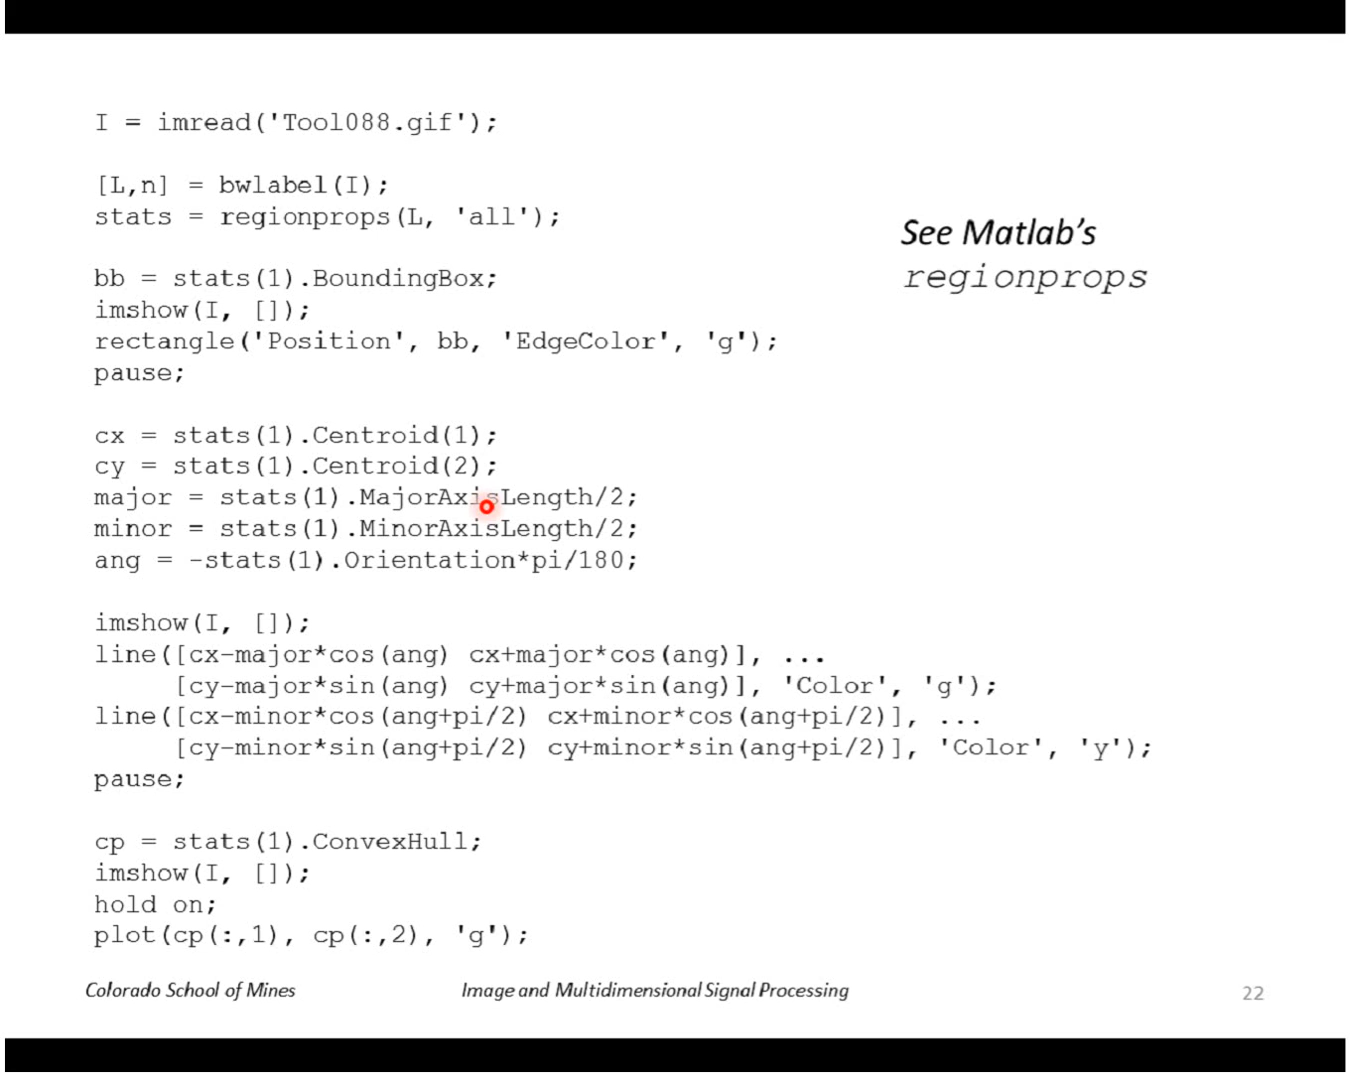 I = imread('Tool088.gif');
[L,n] = bwlabel(I);
stats = regionprops(L, 'all');
See Matlab's
regionprops
bb = stats(1).BoundingBox;
imshow(I, []);
rectangle('Position', bb, 'EdgeColor', 'g');
pause;
cx = stats(1).Centroid(1);
cy = stats(1).Centroid(2);
major = stats(1).MajorAxisLength/2;
minor = stats(1).MinorAxisLength/2;
ang = -stats(1).Orientation*pi/180;
imshow(I, []);
line([cx-major*cos(ang) cx+major*cos(ang)], ...
[cy-major*sin(ang) cy+major*sin(ang)], 'Color', 'g');
line([cx-minor*cos(ang+pi/2) cx+minor*cos(ang+pi/2)], ...
[cy-minor*sin(ang+pi/2) cy+minor*sin(ang+pi/2)], 'Color', 'y');
pause;
cp = stats(1).ConvexHull;
imshow(I, []);
hold on;
plot(cp(:,1), cp(:,2), 'g');
Colorado School of Mines
Image and Multidimensional Signal Processing
22